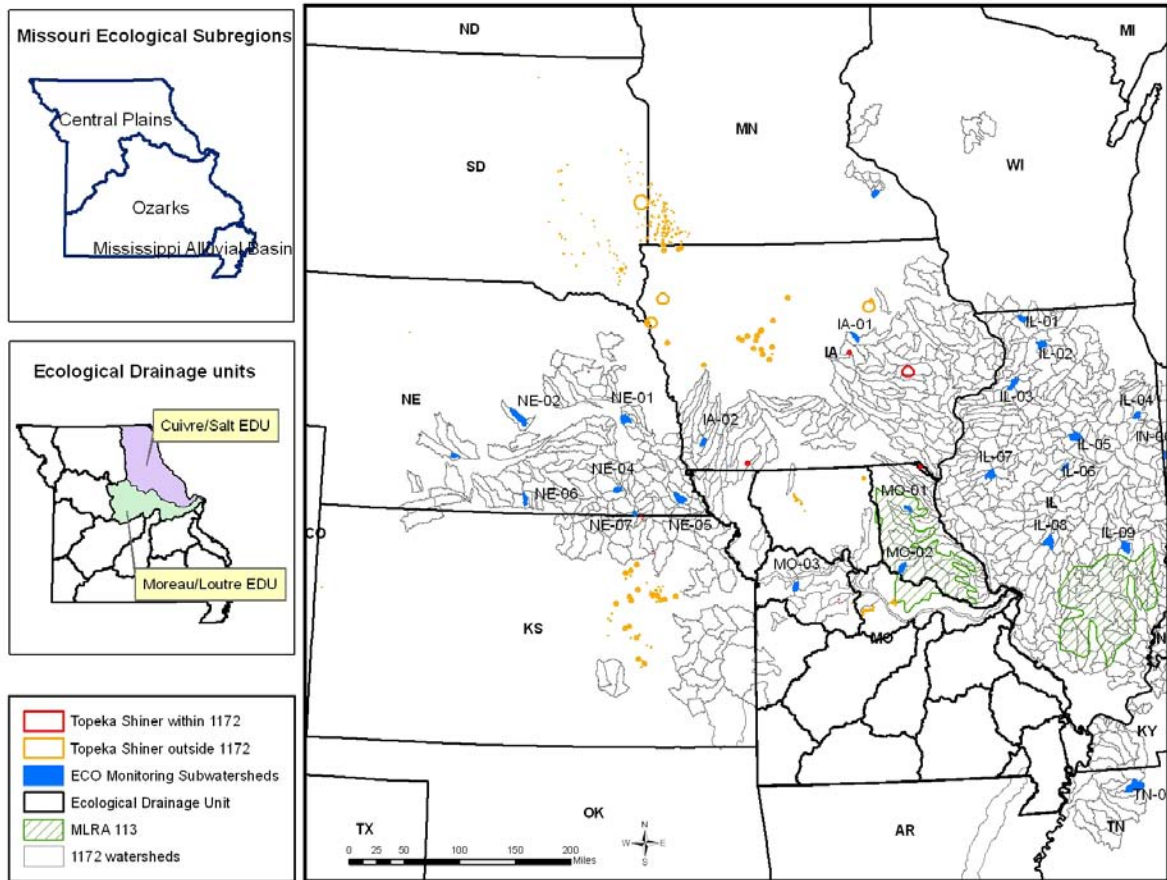 Missouri Ecological Subregions
Central Plains
Ozarks
Mississippi Alluvial Basin
Ecological Drainage units
Cuivre/Salt EDU
Moreau/Loutre EDU
Topeka Shiner within 1172
Topeka Shiner outside 1172
ECO Monitoring Subwatersheds
Ecological Drainage Unit
MLRA 113
1172 watersheds
ND
MI
MN
WI
SD
IL-01
IA-01
IL-02
IA
NE
NE-02
NE-01
IL-03
IL-04
IA-02
IL-05
NE-04
IL-07
IL-06
NE-06
MO-01
IL
NE-07
NE-05
IL-08
IL-09
CO
MO-02
MO-03
KS
MO
KY
OK
TX
AR
TN
N
W
E
S
0 25 50 100 150 200
Miles